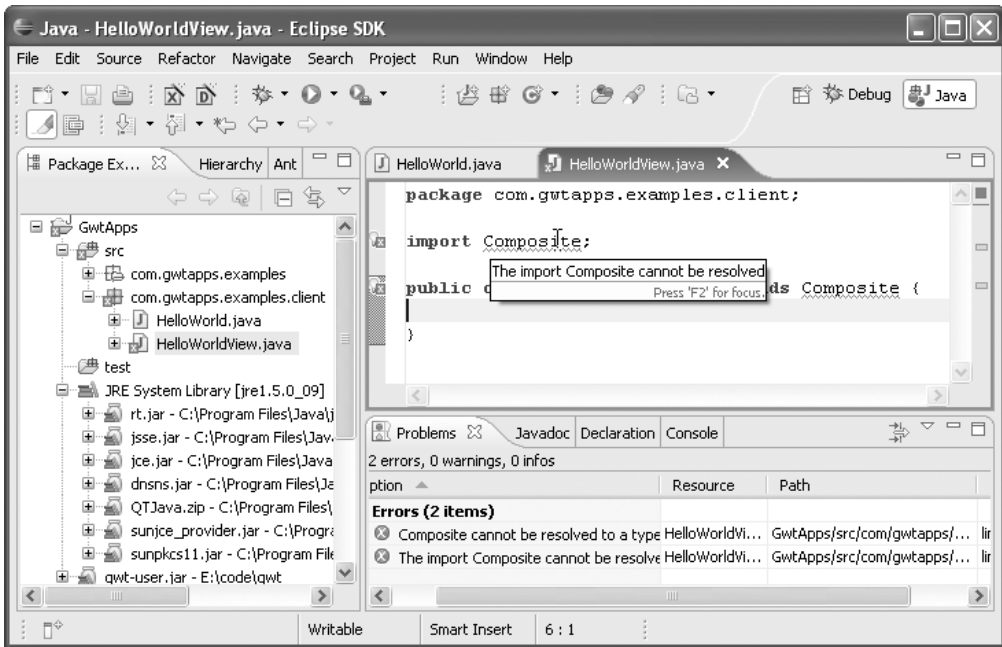 Java - HelloWorldView.java - Eclipse SDK
File Edit Source Refactor Navigate Search Project Run Window Help
Debug Java
Package Ex... Hierarchy Ant
GwtApps
src
com.gwtapps.examples
com.gwtapps.examples.client
HelloWorld.java
HelloWorldView.java
test
JRE System Library [jre1.5.0_09]
rt.jar - C:\Program Files\Java\j
jsse.jar - C:\Program Files\Jav
jce.jar - C:\Program Files\Java
dnsns.jar - C:\Program Files\Ja
QTJava.zip - C:\Program Files\
sunjce_provider.jar - C:\Progra
sunpkcs11.jar - C:\Program File
gwt-user.jar - E:\code\gwt
HelloWorld.java HelloWorldView.java
package com.gwtapps.examples.client;
import Composite;
The import Composite cannot be resolved
Press 'F2' for focus.
public c ds Composite {
}
Problems Javadoc Declaration Console
2 errors, 0 warnings, 0 infos
ption Resource Path
Errors (2 items)
Composite cannot be resolved to a type HelloWorldVi... GwtApps/src/com/gwtapps/... lir
The import Composite cannot be resolve HelloWorldVi... GwtApps/src/com/gwtapps/... lir
Writable Smart Insert 6 : 1